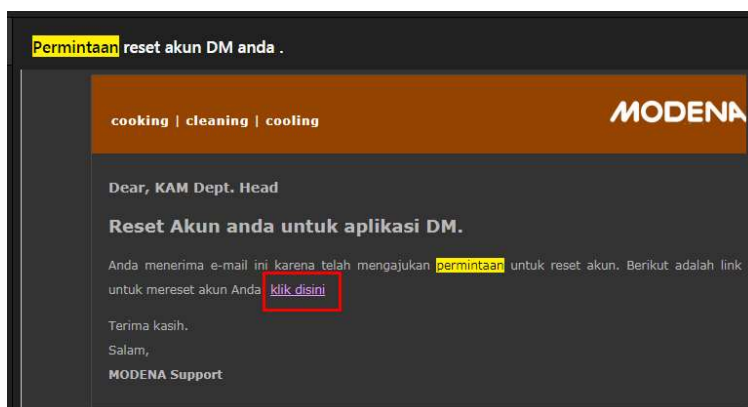 Permintaan reset akun DM anda .
cooking | cleaning | cooling
MODENA
Dear, KAM Dept. Head
Reset Akun anda untuk aplikasi DM.
Anda menerima e-mail ini karena telah mengajukan permintaan untuk reset akun. Berikut adalah link
untuk mereset akun Anda klik disini
Terima kasih.
Salam,
MODENA Support